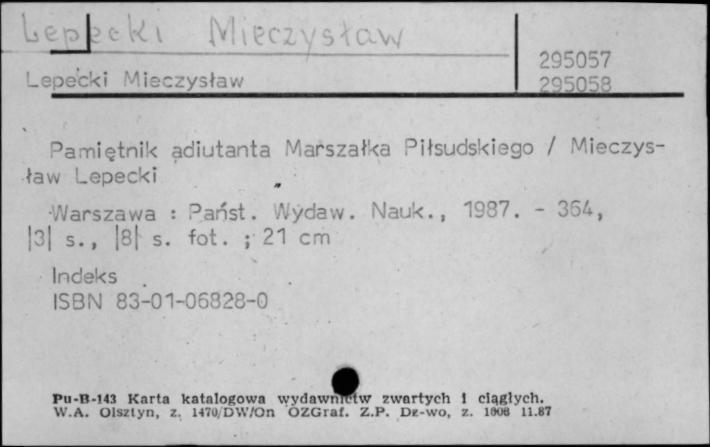 Lepecki Mieczysław
295057
Lepecki Mieczysław
295058
Pamiętnik adiutanta Marszałka Piłsudskiego / Mieczys-
ław Lepecki
Warszawa : Państ. Wydaw. Nauk., 1987. - 364,
|3| s., |8| s. fot. ; 21 cm
Indeks
ISBN 83-01-06828-0
Pu-B-143 Karta katalogowa wydawnictw zwartych i ciągłych.
W.A. Olsztyn, z. 1470/DW/On OZGraf. Z.P. Dz-wo, z. 1608 11.87